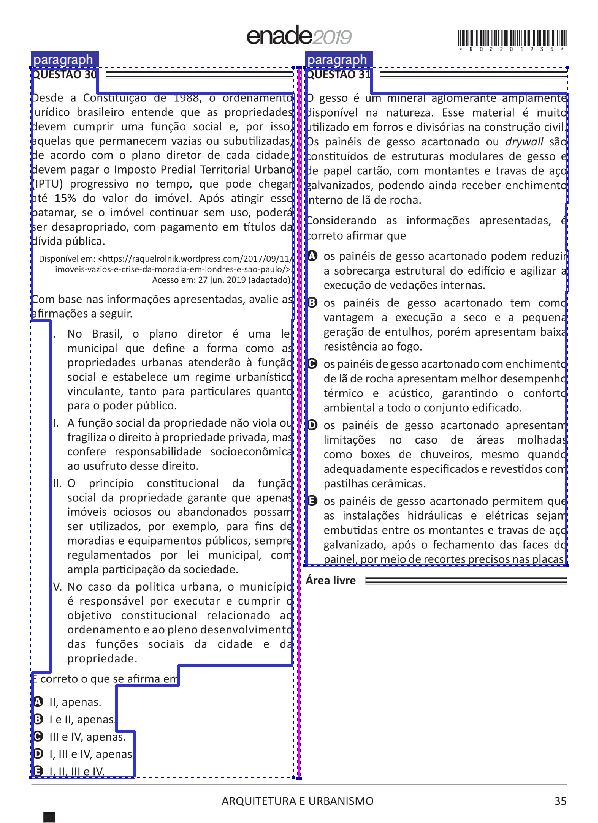 enade2019
paragraph
QUESTÃO 30
Desde a Constituição de 1988, o ordenamento
jurídico brasileiro entende que as propriedades
devem cumprir uma função social e, por isso,
aquelas que permanecem vazias ou subutilizadas,
de acordo com o plano diretor de cada cidade,
devem pagar o Imposto Predial Territorial Urbano
(IPTU) progressivo no tempo, que pode chegar
até 15% do valor do imóvel. Após atingir esse
patamar, se o imóvel continuar sem uso, poderá
ser desapropriado, com pagamento em títulos da
dívida pública.
Disponível em: <https://raquelrolnik.wordpress.com/2017/09/11/
imoveis-vazios-e-crise-da-moradia-em-londres-e-sao-paulo/>.
Acesso em: 27 jun. 2019 (adaptado).
Com base nas informações apresentadas, avalie as
afirmações a seguir.
I. No Brasil, o plano diretor é uma lei
municipal que define a forma como as
propriedades urbanas atenderão à função
social e estabelece um regime urbanístico
vinculante, tanto para particulares quanto
para o poder público.
II. A função social da propriedade não viola ou
fragiliza o direito à propriedade privada, mas
confere responsabilidade socioeconômica
ao usufruto desse direito.
III. O princípio constitucional da função
social da propriedade garante que apenas
imóveis ociosos ou abandonados possam
ser utilizados, por exemplo, para fins de
moradias e equipamentos públicos, sempre
regulamentados por lei municipal, com
ampla participação da sociedade.
IV. No caso da política urbana, o município
é responsável por executar e cumprir o
objetivo constitucional relacionado ao
ordenamento e ao pleno desenvolvimento
das funções sociais da cidade e da
propriedade.
É correto o que se afirma em
A II, apenas.
B I e II, apenas.
C III e IV, apenas.
D I, III e IV, apenas.
E I, II, III e IV.
paragraph
QUESTÃO 31
O gesso é um mineral aglomerante amplamente
disponível na natureza. Esse material é muito
utilizado em forros e divisórias na construção civil.
Os painéis de gesso acartonado ou drywall são
constituídos de estruturas modulares de gesso e
de papel cartão, com montantes e travas de aço
galvanizados, podendo ainda receber enchimento
interno de lã de rocha.
Considerando as informações apresentadas, é
correto afirmar que
A os painéis de gesso acartonado podem reduzir
a sobrecarga estrutural do edifício e agilizar a
execução de vedações internas.
B os painéis de gesso acartonado tem como
vantagem a execução a seco e a pequena
geração de entulhos, porém apresentam baixa
resistência ao fogo.
C os painéis de gesso acartonado com enchimento
de lã de rocha apresentam melhor desempenho
térmico e acústico, garantindo o conforto
ambiental a todo o conjunto edificado.
D os painéis de gesso acartonado apresentam
limitações no caso de áreas molhadas
como boxes de chuveiros, mesmo quando
adequadamente especificados e revestidos com
pastilhas cerâmicas.
E os painéis de gesso acartonado permitem que
as instalações hidráulicas e elétricas sejam
embutidas entre os montantes e travas de aço
galvanizado, após o fechamento das faces do
painel, por meio de recortes precisos nas placas.
Área livre
ARQUITETURA E URBANISMO
35